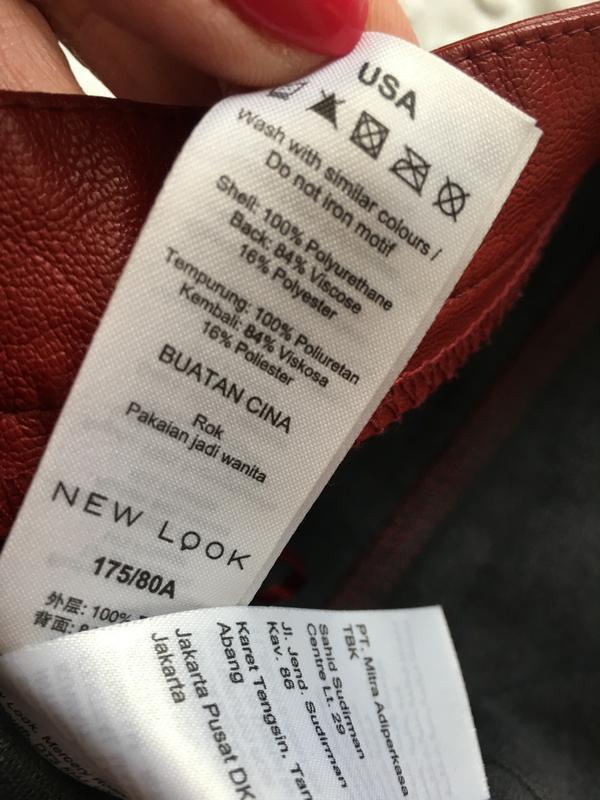 USA
Wash with similar colours /
Do not iron motif
Shell: 100% Polyurethane
Back: 84% Viscose
16% Polyester
Tempurung: 100% Poliuretan
Kembali: 84% Viskosa
16% Poliester
BUATAN CINA
Rok
Pakaian jadi wanita
NEW LOOK
175/80A
外层: 100%
背面:
PT. Mitra Adiperkasa
TBK
Sahid Sudirman
Centre Lt. 29
Jl. Jend. Sudirman
Kav. 86
Karet Tengsin.
Abang
Jakarta Pusat DK
Jakarta
Look, Mercery